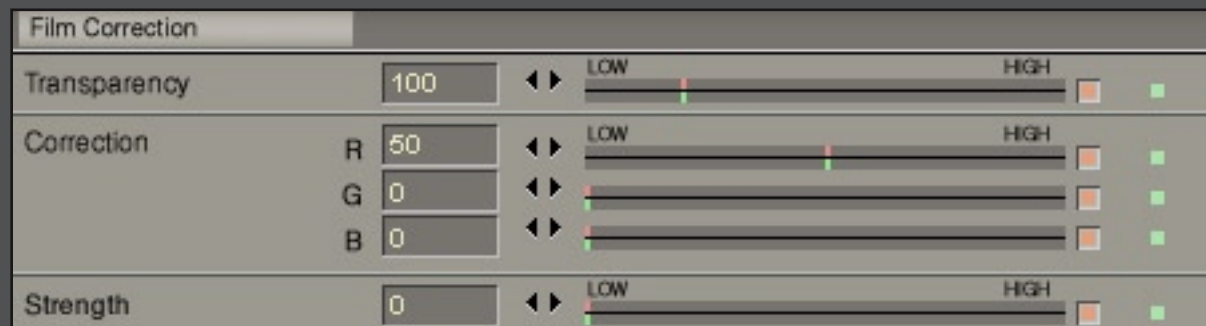 Film Correction
Transparency 100 LOW HIGH
Correction R 50 LOW HIGH
G 0
B 0
Strength 0 LOW HIGH